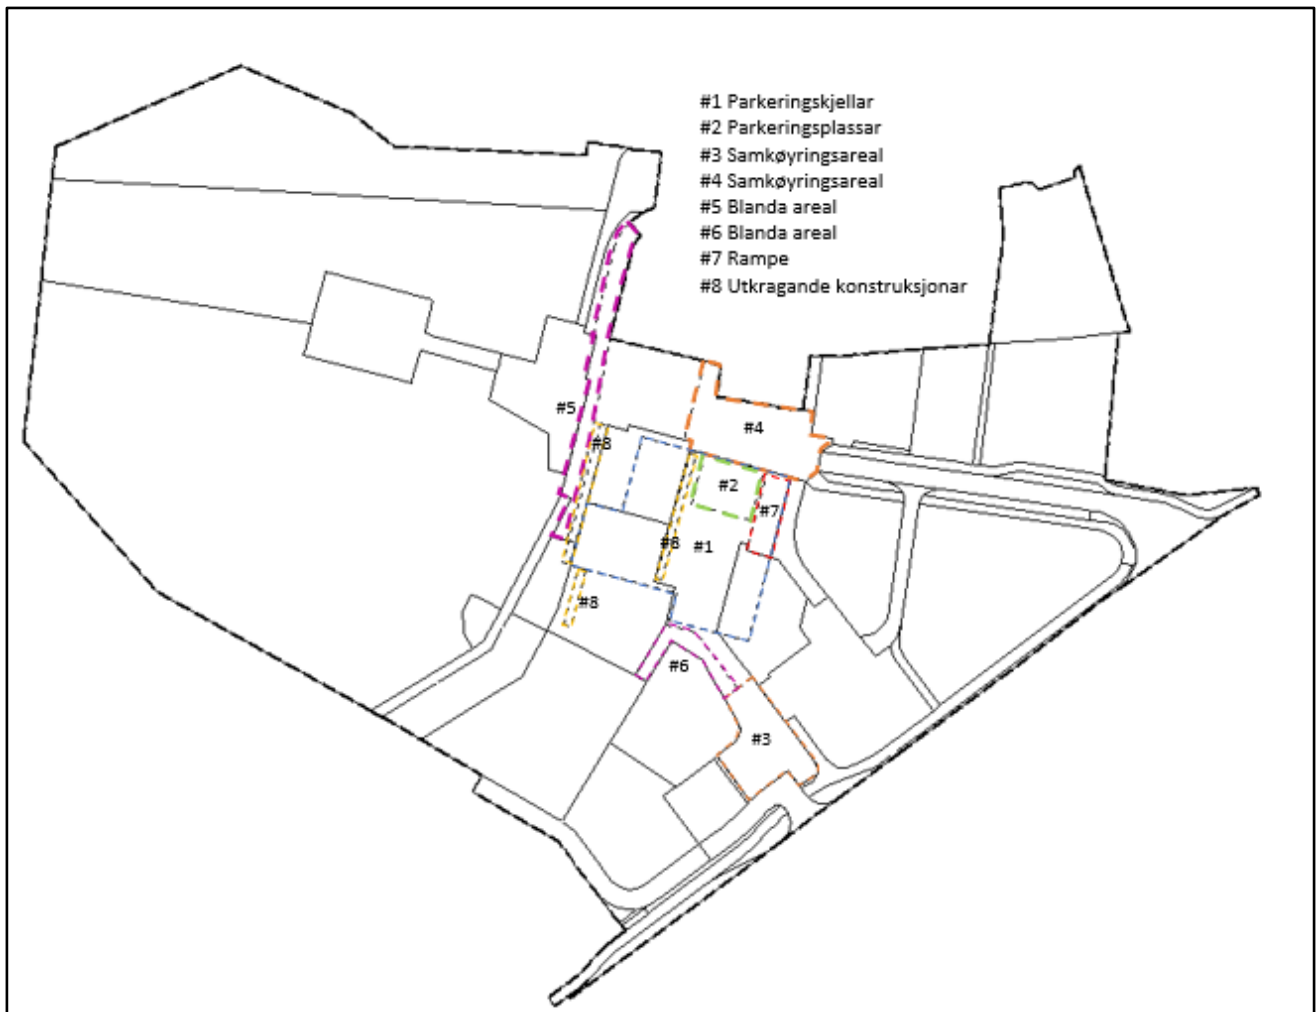 #1 Parkeringskjellar
#2 Parkeringsplassar
#3 Samkøyringsareal
#4 Samkøyringsareal
#5 Blanda areal
#6 Blanda areal
#7 Rampe
#8 Utkragande konstruksjonar
#5
#8
#4
#2
#7
#8
#1
#8
#6
#3